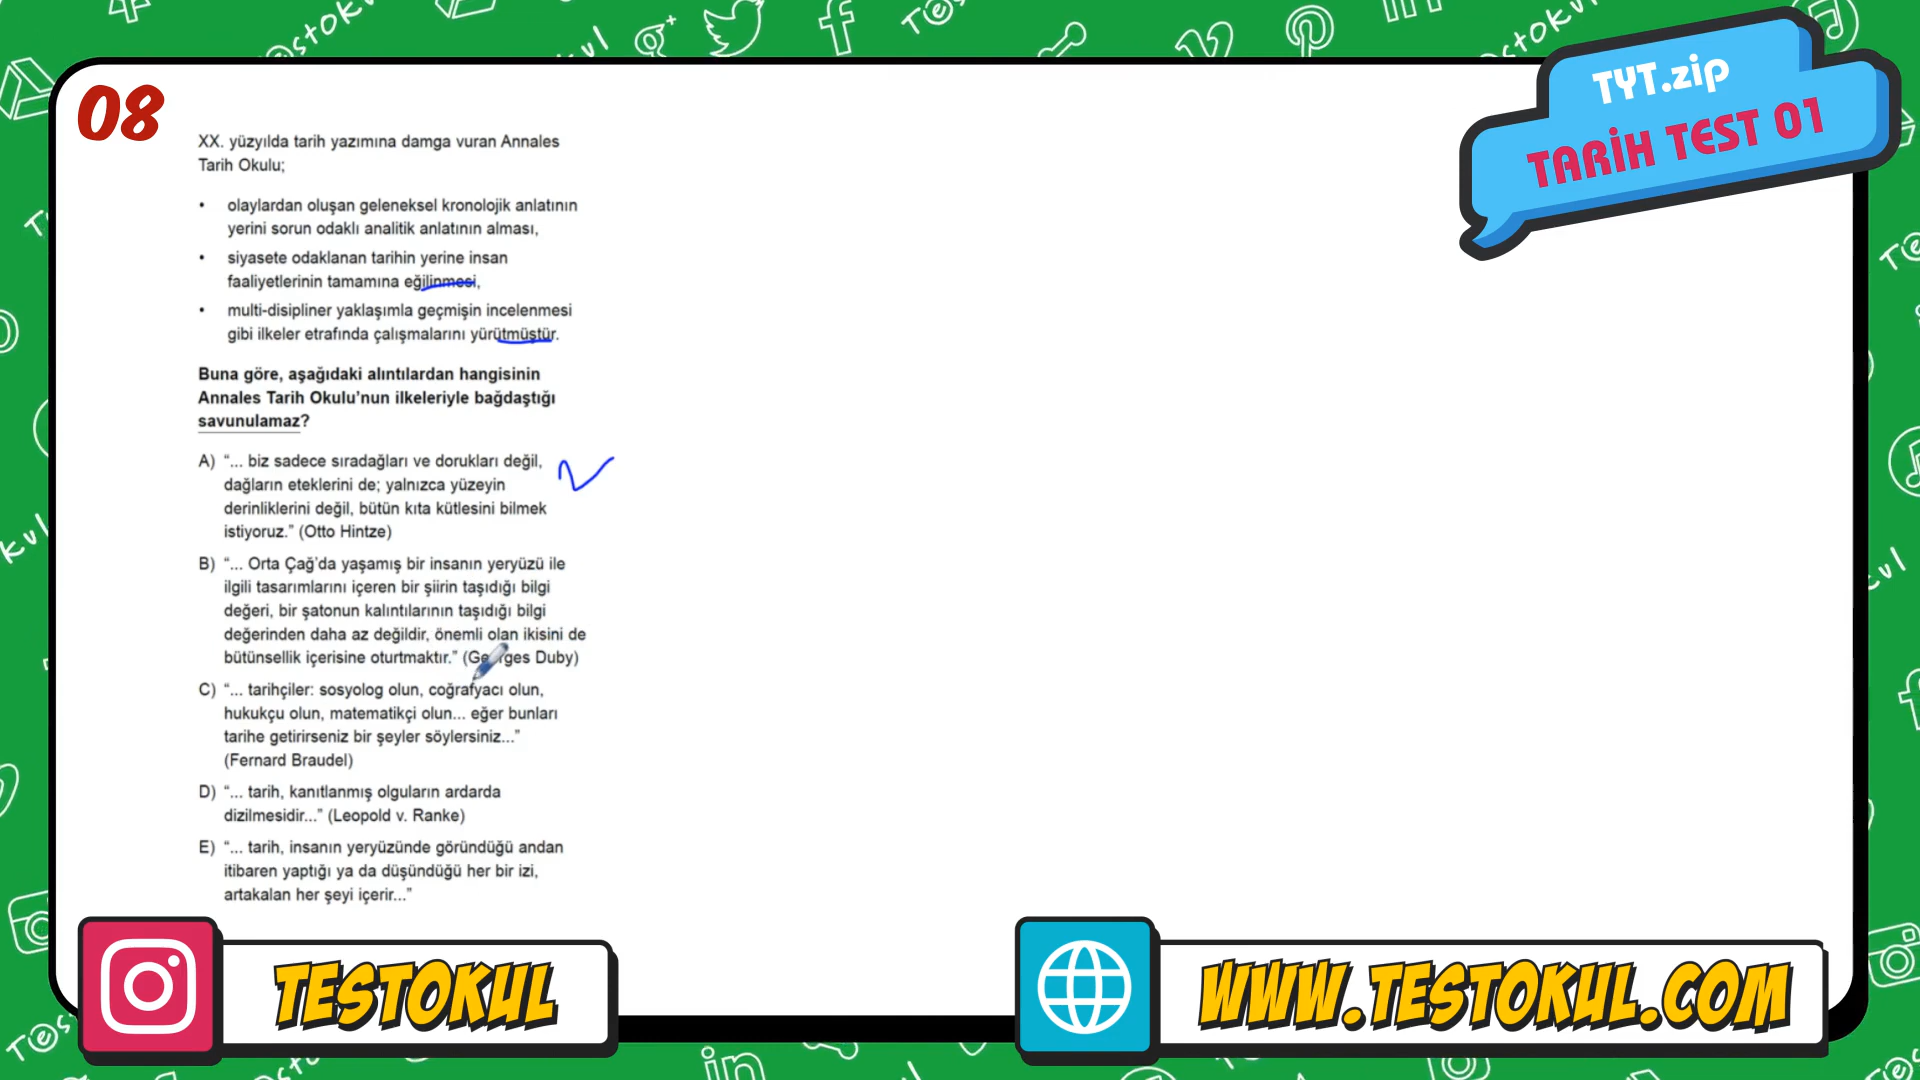 08
TYT.zip
TARİH TEST 01
XX. yüzyılda tarih yazımına damga vuran Annales
Tarih Okulu;
• olaylardan oluşan geleneksel kronolojik anlatının
yerini sorun odaklı analitik anlatının alması,
• siyasete odaklanan tarihin yerine insan
faaliyetlerinin tamamına eğilinmesi,
• multi-disipliner yaklaşımla geçmişin incelenmesi
gibi ilkeler etrafında çalışmalarını yürütmüştür.
Buna göre, aşağıdaki alıntılardan hangisinin
Annales Tarih Okulu’nun ilkeleriyle bağdaştığı
savunulamaz?
A) “... biz sadece sıradağları ve dorukları değil,
dağların eteklerini de; yalnızca yüzeyin
derinliklerini değil, bütün kıta kütlesini bilmek
istiyoruz.” (Otto Hintze)
B) “... Orta Çağ’da yaşamış bir insanın yeryüzü ile
ilgili tasarımlarını içeren bir şiirin taşıdığı bilgi
değeri, bir şatonun kalıntılarının taşıdığı bilgi
değerinden daha az değildir, önemli olan ikisini de
bütünsellik içerisine oturtmaktır.” (Georges Duby)
C) “... tarihçiler: sosyolog olun, coğrafyacı olun,
hukukçu olun, matematikçi olun... eğer bunları
tarihe getirirseniz bir şeyler söylersiniz...”
(Fernard Braudel)
D) “... tarih, kanıtlanmış olguların ardarda
dizilmesidir...” (Leopold v. Ranke)
E) “... tarih, insanın yeryüzünde göründüğü andan
itibaren yaptığı ya da düşündüğü her bir izi,
artakalan her şeyi içerir...”
TESTOKUL
WWW.TESTOKUL.COM